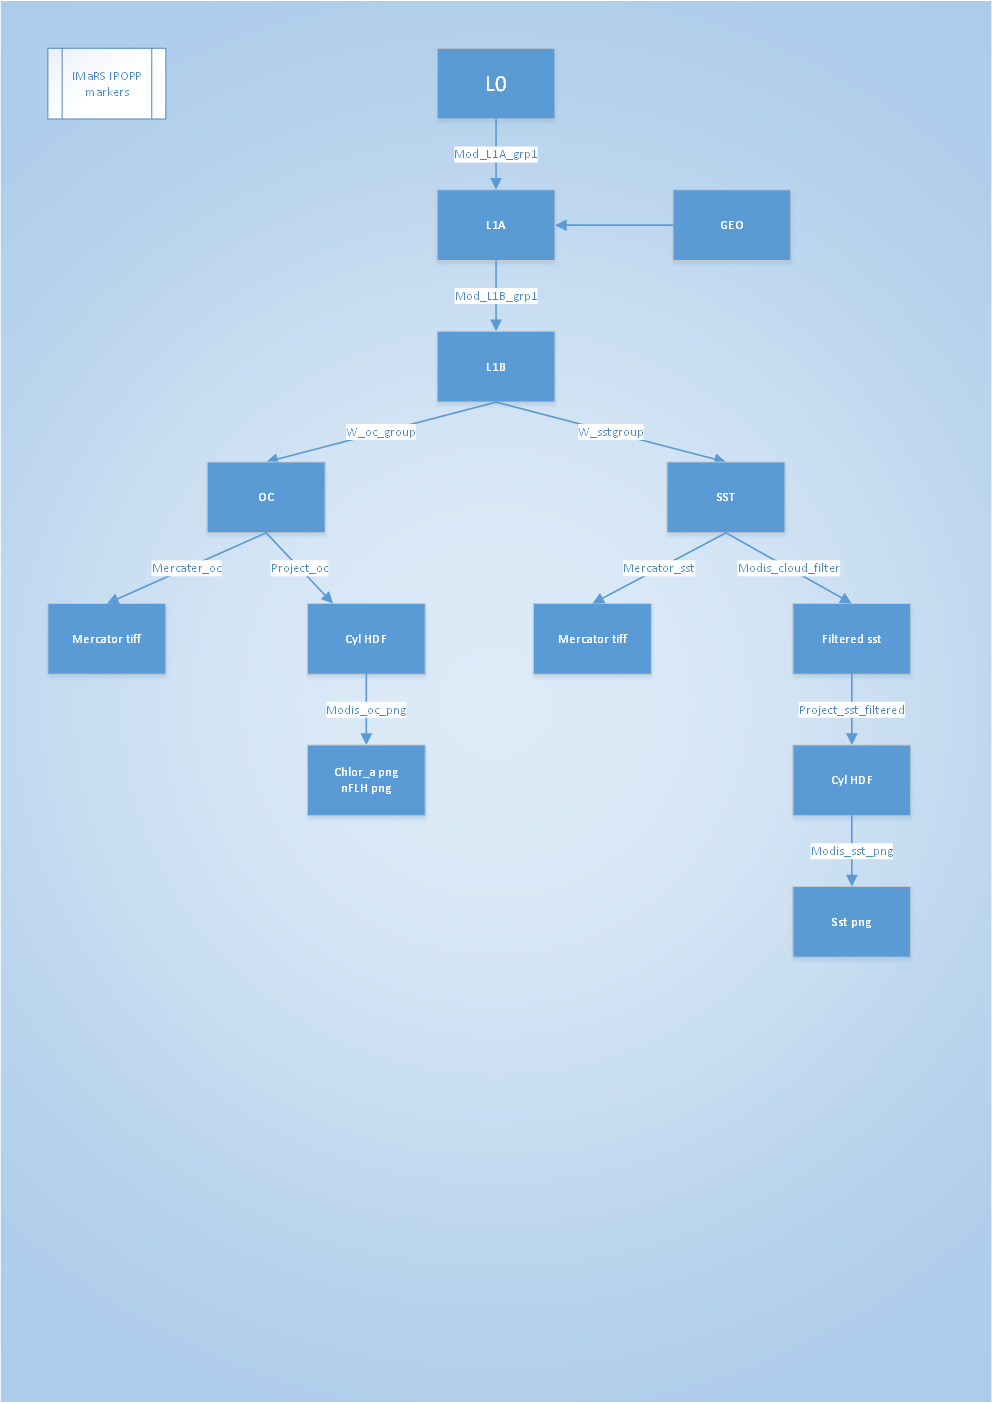 IMaRS IPOPP
markers
L0
Mod_L1A_grp1
L1A
GEO
Mod_L1B_grp1
L1B
W_oc_group
W_sstgroup
OC
SST
Mercater_oc
Project_oc
Mercator_sst
Modis_cloud_filter
Mercator tiff
Cyl HDF
Mercator tiff
Filtered sst
Modis_oc_png
Project_sst_filtered
Chlor_a png
nFLH png
Cyl HDF
Modis_sst_png
Sst png